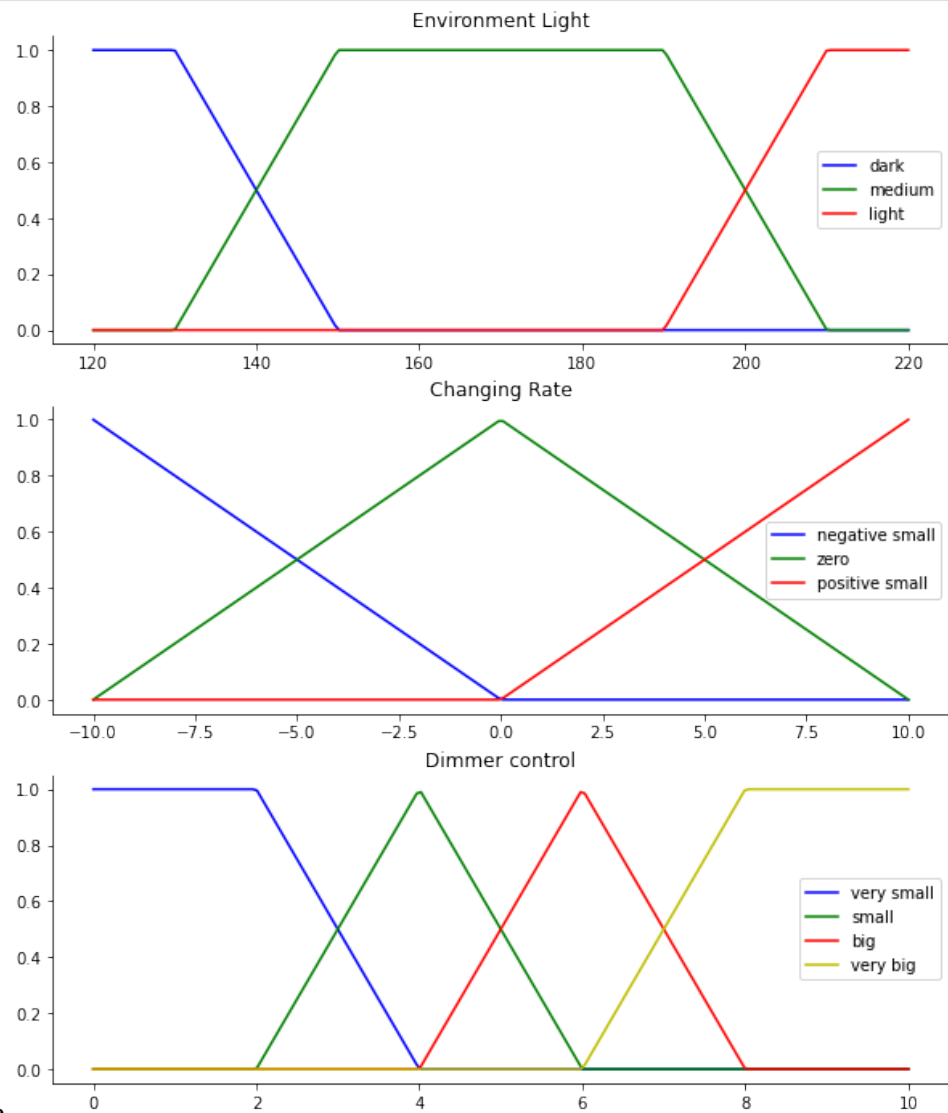 Environment Light
1.0
0.8
0.6
0.4
0.2
0.0
dark
medium
light
120 140 160 180 200 220
Changing Rate
1.0
0.8
0.6
0.4
0.2
0.0
negative small
zero
positive small
−10.0 −7.5 −5.0 −2.5 0.0 2.5 5.0 7.5 10.0
Dimmer control
1.0
0.8
0.6
0.4
0.2
0.0
very small
small
big
very big
0 2 4 6 8 10